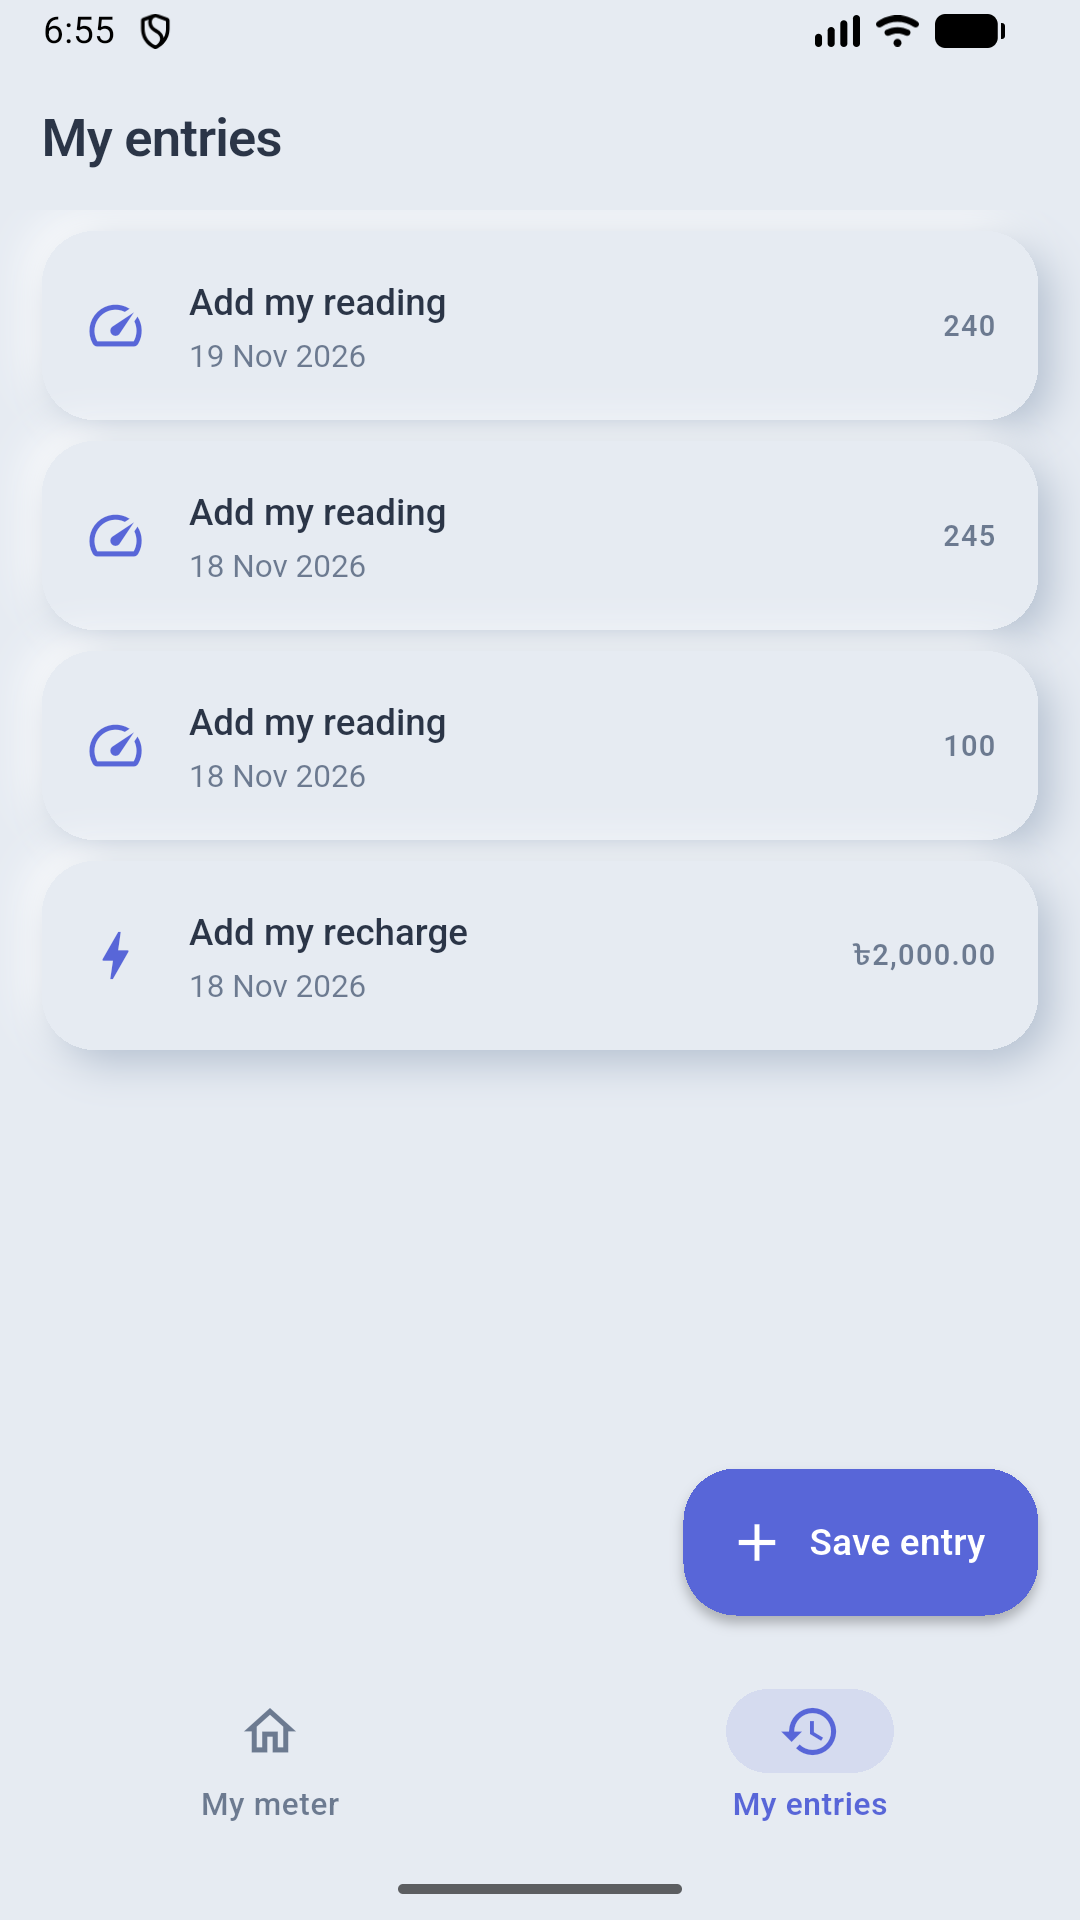 6:55
My entries
Add my reading
19 Nov 2026
240
Add my reading
18 Nov 2026
245
Add my reading
18 Nov 2026
100
Add my recharge
18 Nov 2026
৳2,000.00
Save entry
My meter
My entries